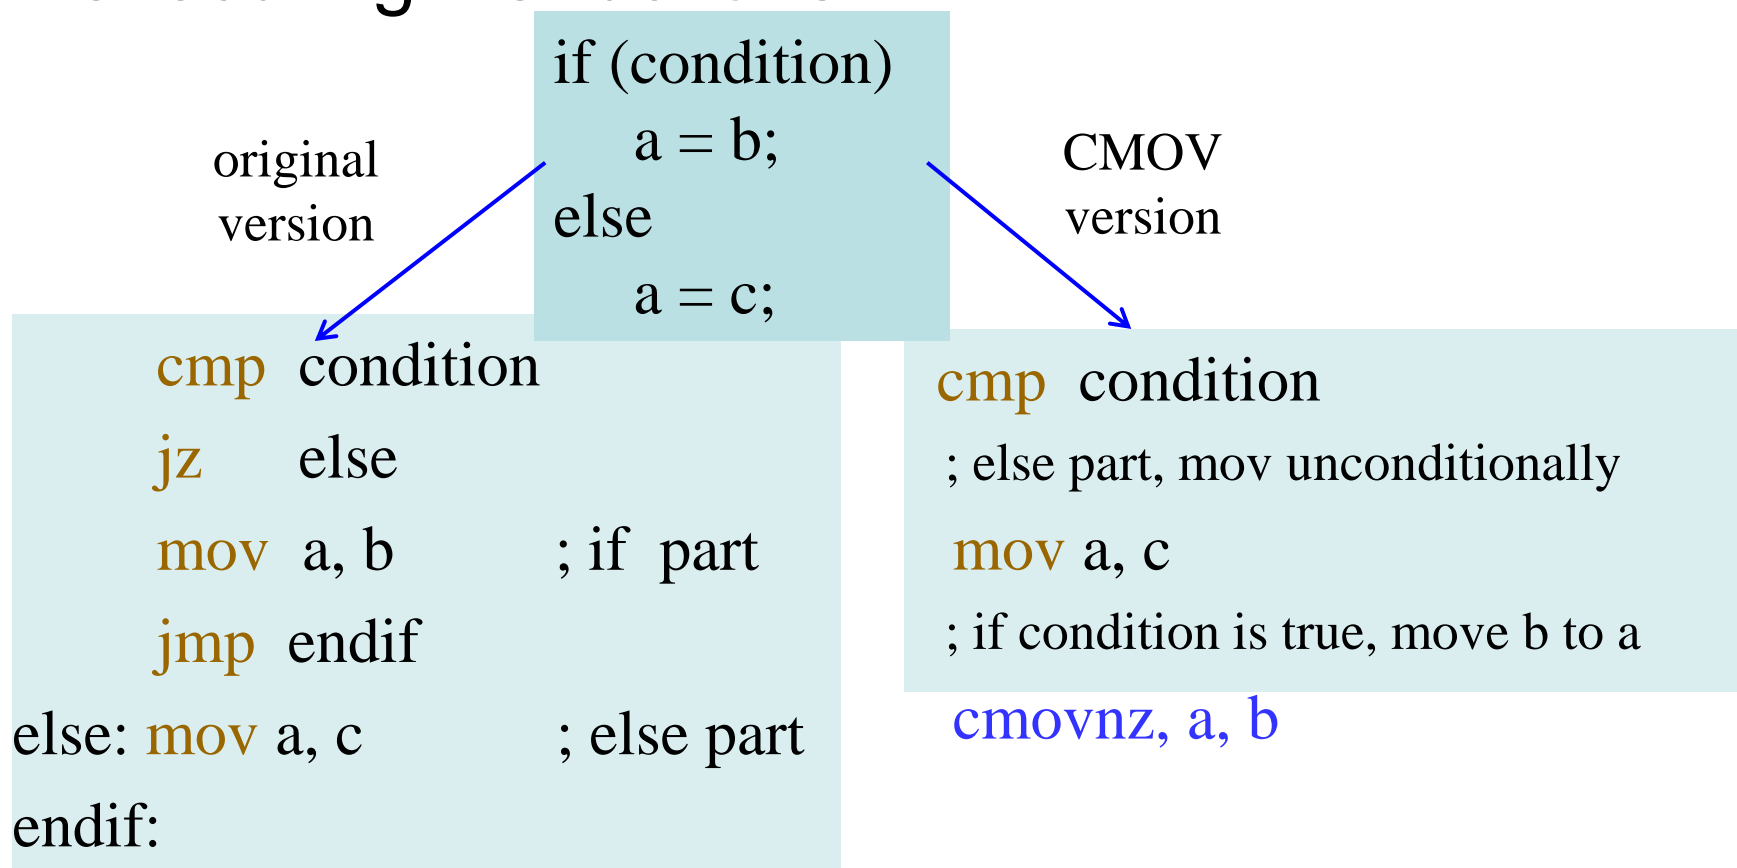 if (condition)
a = b;
else
a = c;
original
version
CMOV
version
cmp condition
jz else
mov a, b ; if part
jmp endif
else: mov a, c ; else part
endif:
cmp condition
; else part, mov unconditionally
mov a, c
; if condition is true, move b to a
cmovnz, a, b